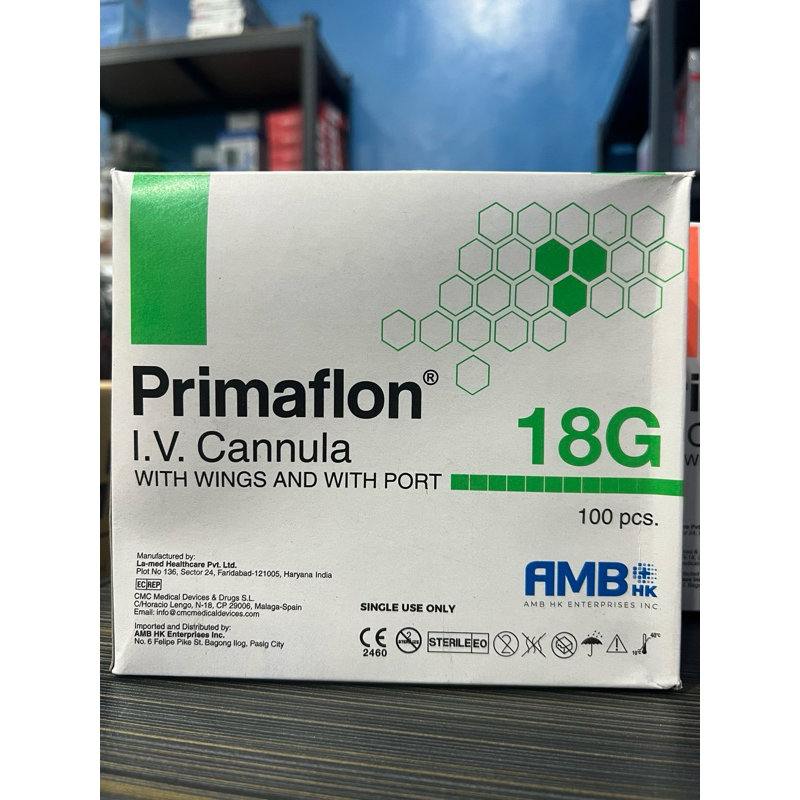 Primaflon®
I.V. Cannula
WITH WINGS AND WITH PORT
18G
100 pcs.
Manufactured by:
La-med Healthcare Pvt. Ltd.
Plot No 136, Sector 24, Faridabad-121005, Haryana India
EC REP
CMC Medical Devices & Drugs S.L.
C/Horacio Lengo, N-18, CP 29006, Malaga-Spain
Email: info@cmcmedicaldevices.com
Imported and Distributed by:
AMB HK Enterprises Inc.
No. 6 Felipe Pike St. Bagong Ilog, Pasig City
SINGLE USE ONLY
CE
2460
STERILE EO
2
10°C
40°C
AMB HK
AMB HK ENTERPRISES INC.